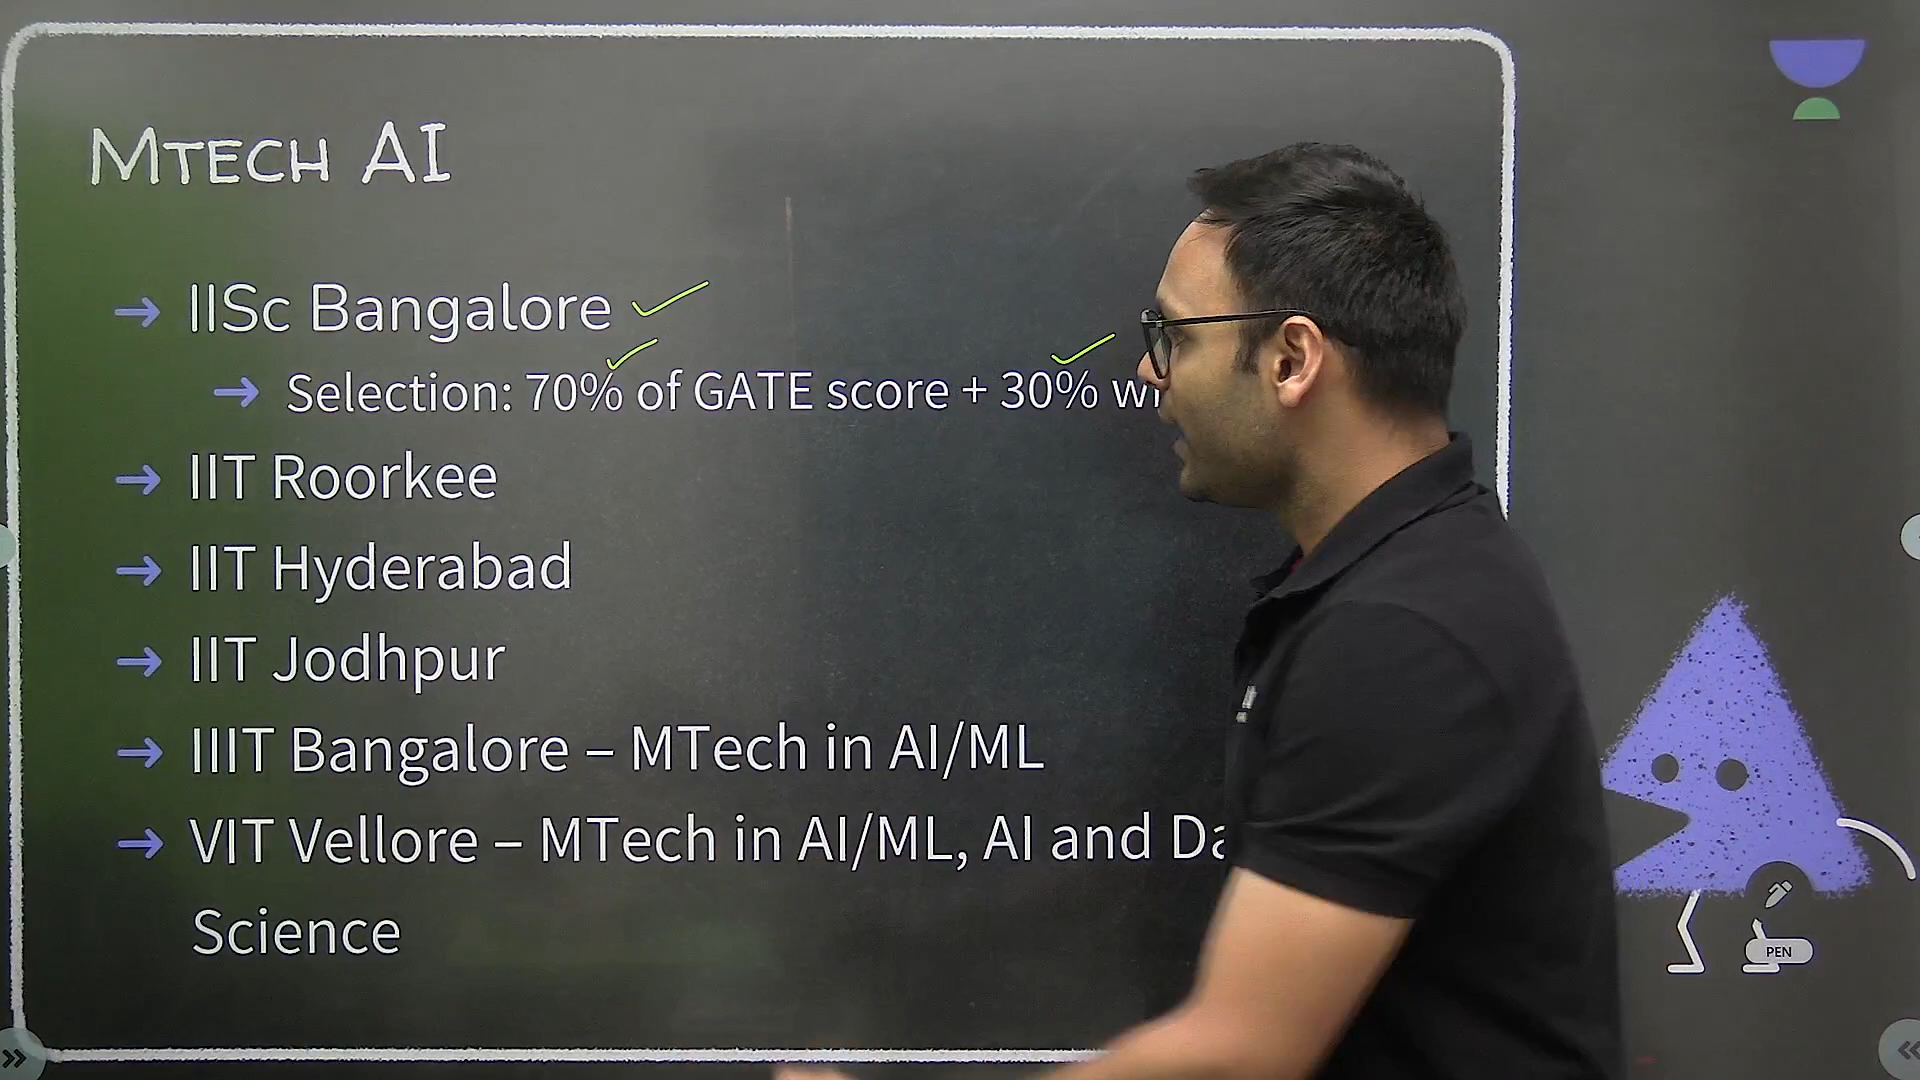 MTECH AI
IISc Bangalore
Selection: 70% of GATE score + 30%
IIT Roorkee
IIT Hyderabad
IIT Jodhpur
IIIT Bangalore – MTech in AI/ML
VIT Vellore – MTech in AI/ML, AI and
Science
PEN